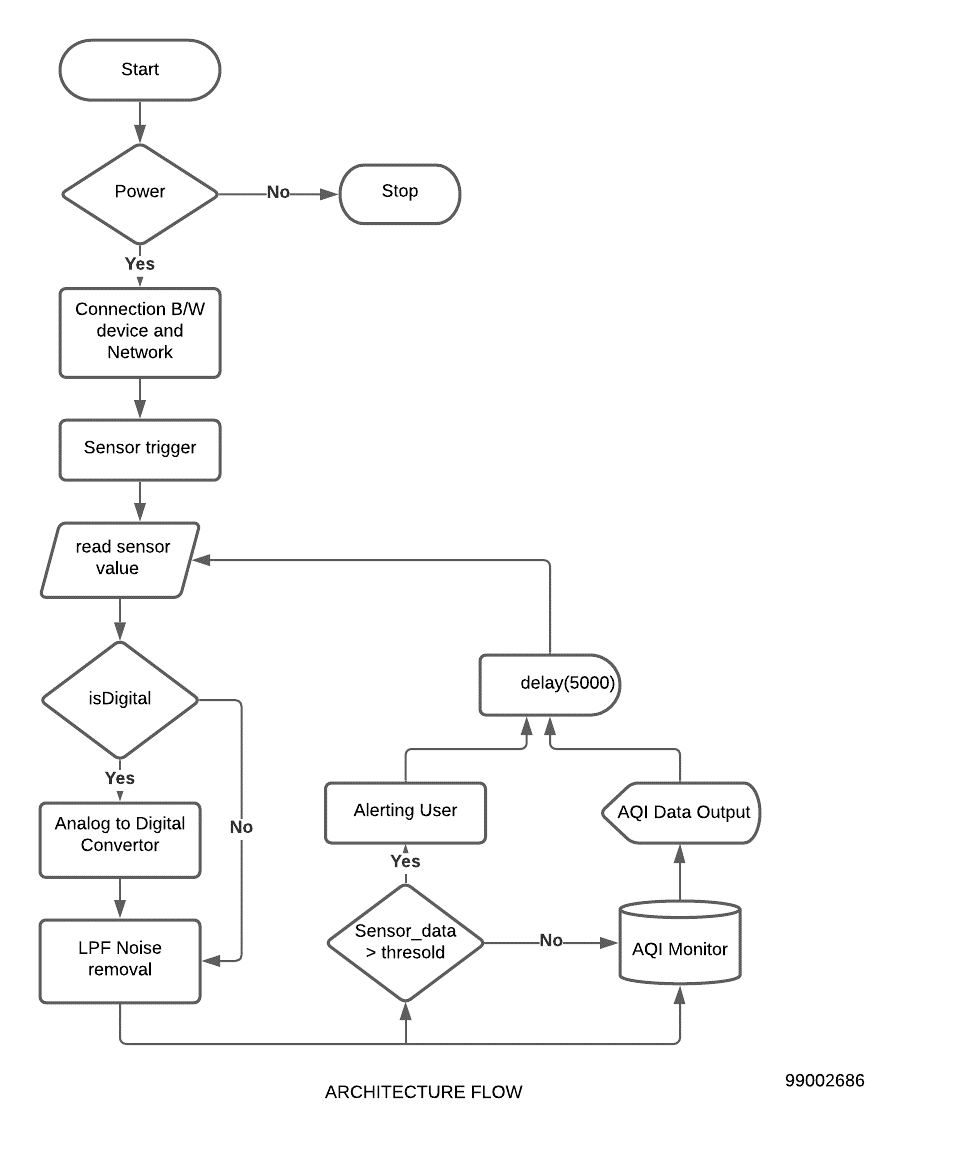 Start
Power
No
Stop
Yes
Connection B/W
device and
Network
Sensor trigger
read sensor
value
isDigital
Yes
No
Analog to Digital
Convertor
LPF Noise
removal
delay(5000)
Alerting User
AQI Data Output
Yes
Sensor_data
> thresold
No
AQI Monitor
ARCHITECTURE FLOW
99002686